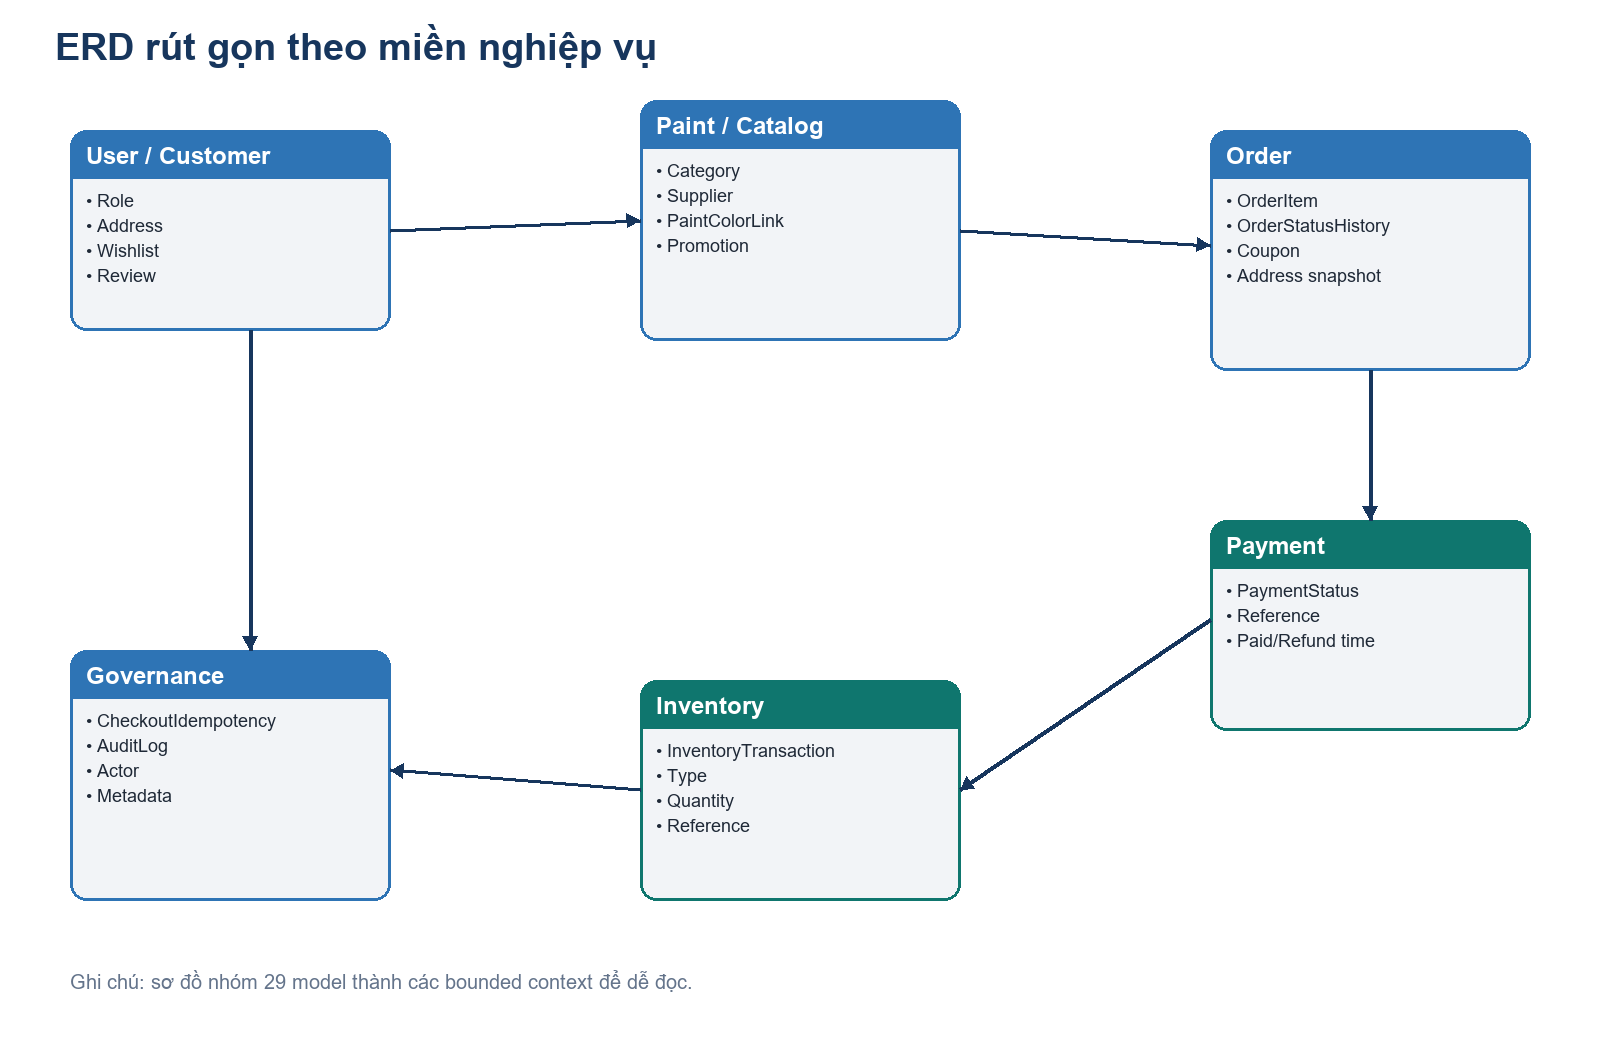 ERD rút gọn theo miền nghiệp vụ
User / Customer
• Role
• Address
• Wishlist
• Review
Paint / Catalog
• Category
• Supplier
• PaintColorLink
• Promotion
Order
• OrderItem
• OrderStatusHistory
• Coupon
• Address snapshot
Payment
• PaymentStatus
• Reference
• Paid/Refund time
Governance
• CheckoutIdempotency
• AuditLog
• Actor
• Metadata
Inventory
• InventoryTransaction
• Type
• Quantity
• Reference
Ghi chú: sơ đồ nhóm 29 model thành các bounded context để dễ đọc.